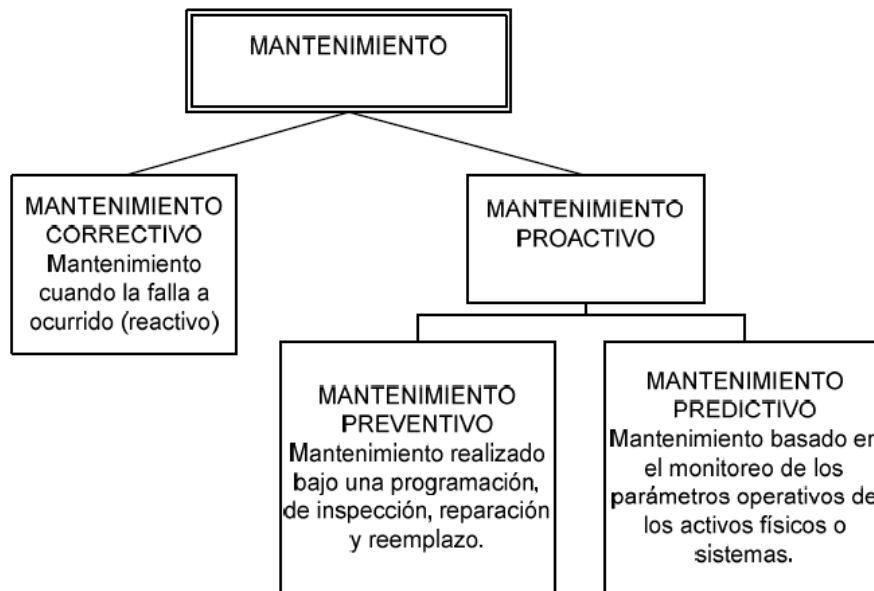 MANTENIMIENTO
MANTENIMIENTO
CORRECTIVO
Mantenimiento
cuando la falla a
ocurrido (reactivo)
MANTENIMIENTO
PROACTIVO
MANTENIMIENTO
PREVENTIVO
Mantenimiento realizado
bajo una programación,
de inspección, reparación
y reemplazo.
MANTENIMIENTO
PREDICTIVO
Mantenimiento basado en
el monitoreo de los
parámetros operativos de
los activos físicos o
sistemas.